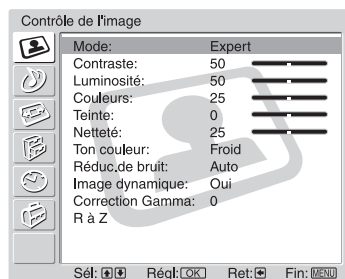 Contrôle de l'image
Mode: Expert
Contraste: 50
Luminosité: 50
Couleurs: 25
Teinte: 0
Netteté: 25
Ton couleur: Froid
Réduc.de bruit: Auto
Image dynamique: Oui
Correction Gamma: 0
R à Z
Sél: Régl: OK Ret: Fin: MENU